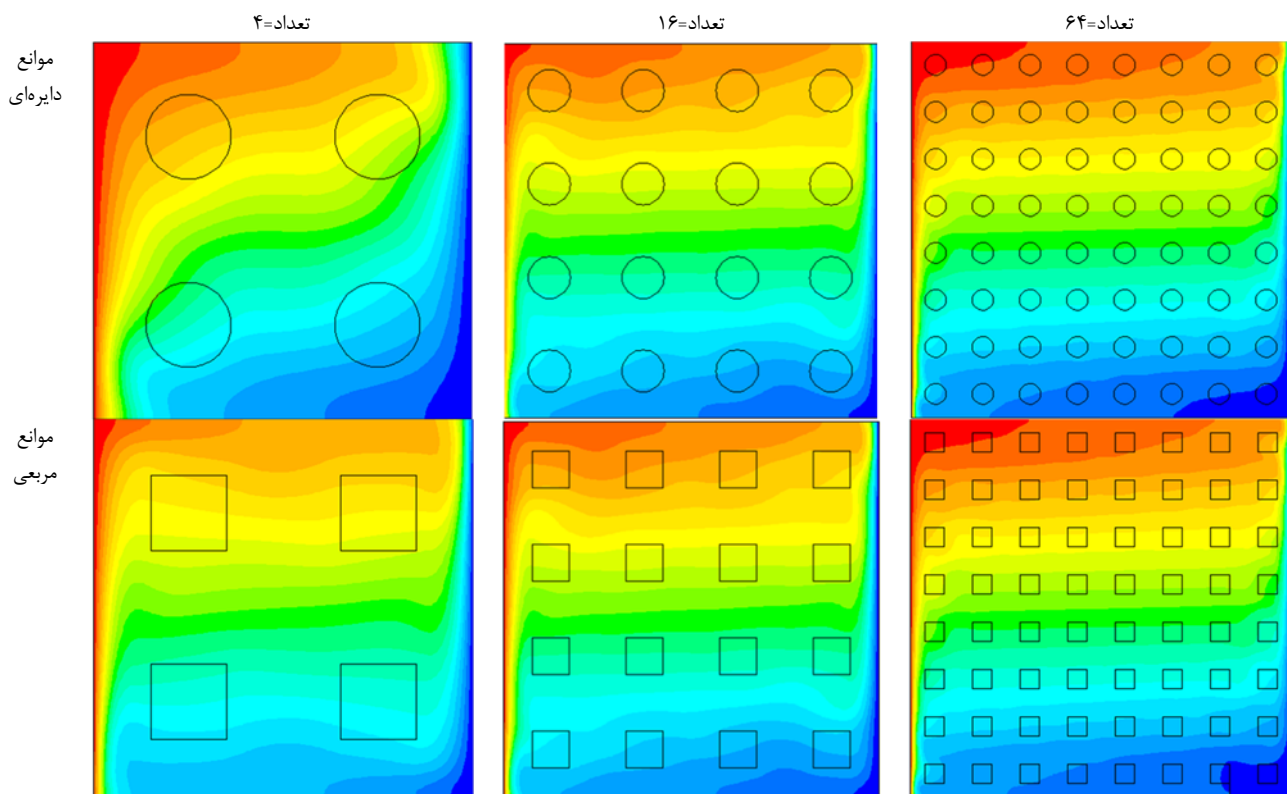 تعداد=۴
تعداد=۱۶
تعداد=۶۴
موانع
دایره‌ای
موانع
مربعی